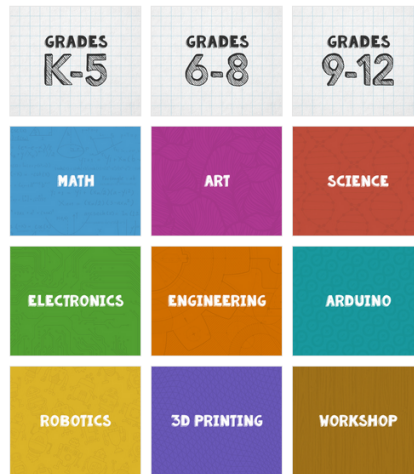 GRADES
K-5
GRADES
6-8
GRADES
9-12
MATH
ART
SCIENCE
ELECTRONICS
ENGINEERING
ARDUINO
ROBOTICS
3D PRINTING
WORKSHOP